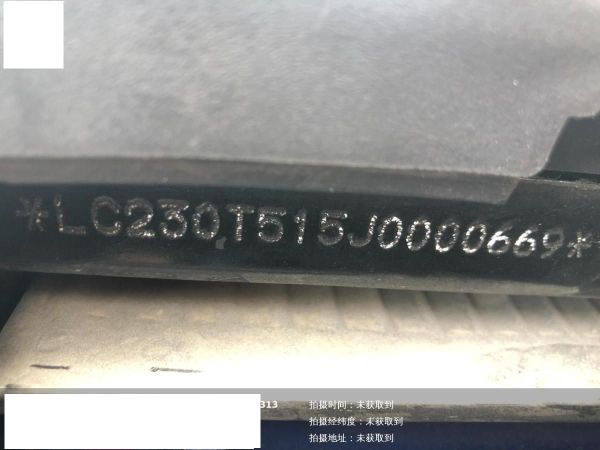 *LC230T515J0000669*
313
拍摄时间：未获取到
拍摄经纬度：未获取到
拍摄地址：未获取到